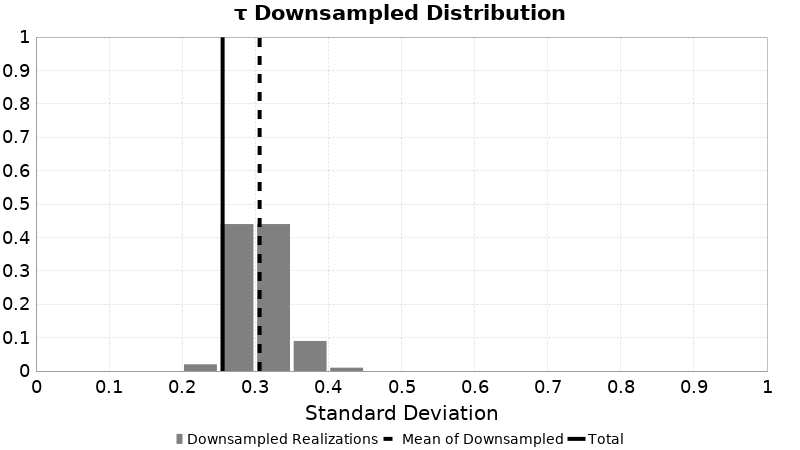 τ Downsampled Distribution
1
0.9
0.8
0.7
0.6
0.5
0.4
0.3
0.2
0.1
0
0 0.1 0.2 0.3 0.4 0.5 0.6 0.7 0.8 0.9 1
Standard Deviation
Downsampled Realizations Mean of Downsampled Total